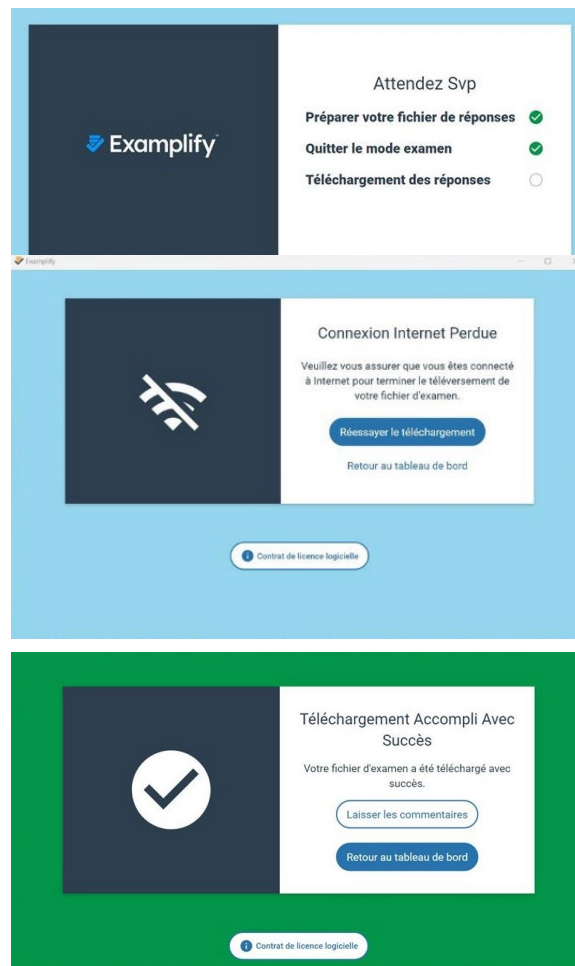 Attendez Svp
Examplify
Préparer votre fichier de réponses
Quitter le mode examen
Téléchargement des réponses
Examplify
Connexion Internet Perdue
Veuillez vous assurer que vous êtes connecté
à Internet pour terminer le téléversement de
votre fichier d'examen.
Réessayer le téléchargement
Retour au tableau de bord
Contrat de licence logicielle
Téléchargement Accompli Avec
Succès
Votre fichier d'examen a été téléchargé avec
succès.
Laisser les commentaires
Retour au tableau de bord
Contrat de licence logicielle